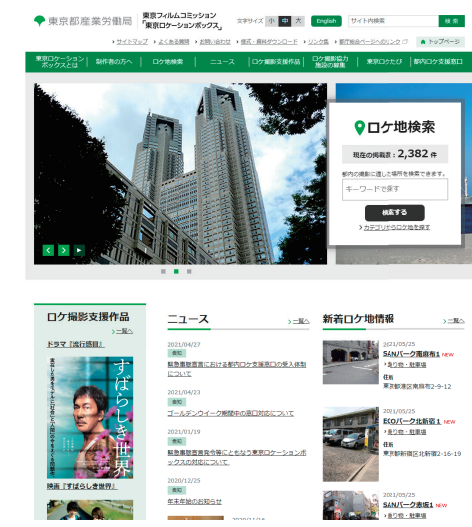 東京都産業労働局
東京フィルムコミッション
「東京ロケーションボックス」
文字サイズ 小 中 大
English
サイト内検索
検索
サイトマップ
よくある質問
お問い合わせ
様式・資料ダウンロード
リンク集
都庁総合ページへのリンク
トップページ
東京ロケーション
ボックスとは
制作者の方へ
ロケ地検索
ニュース
ロケ撮影支援作品
ロケ撮影協力
施設の募集
東京ロケたび
都内ロケ支援窓口
ロケ地検索
現在の掲載数：2,382 件
都内の撮影に適した場所を検索できます。
キーワードで探す
検索する
カテゴリからロケ地を探す
ロケ撮影支援作品
一覧へ
ドラマ『流行感冒』
すばらしき世界
映画『すばらしき世界』
ニュース
一覧へ
2021/04/27
告知
緊急事態宣言における都内ロケ支援窓口の受入体制
について
2021/04/23
告知
ゴールデンウイーク期間中の窓口対応について
2021/01/19
告知
緊急事態宣言発令等にともなう東京ロケーションボ
ックスの対応について
2020/12/25
告知
年末年始のお知らせ
2020/11/16
新着ロケ地情報
一覧へ
2021/05/25
SANパーク南麻布1 NEW
乗り物・駐車場
住所
東京都港区南麻布2-9-12
2021/05/25
ECOパーク北新宿1 NEW
乗り物・駐車場
住所
東京都新宿区北新宿2-16-19
2021/05/25
SANパーク赤坂1 NEW
乗り物・駐車場